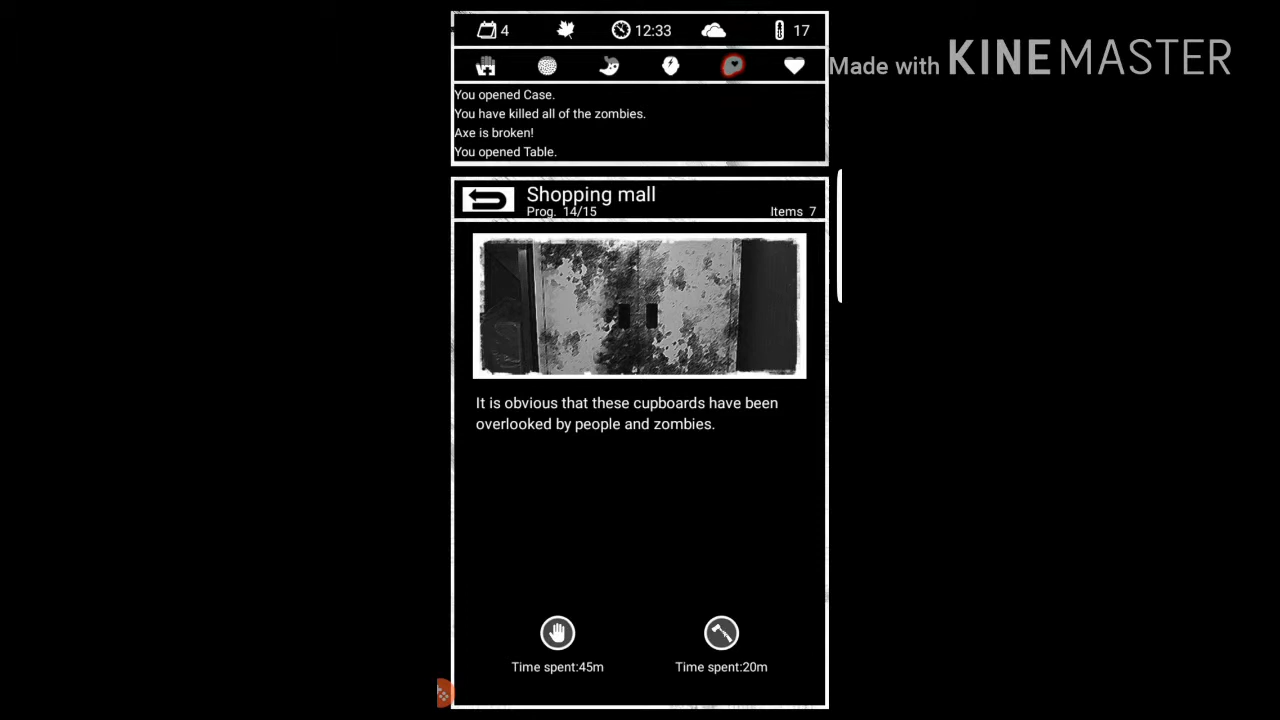 4
12:33
17
Made with KINEMASTER
You opened Case.
You have killed all of the zombies.
Axe is broken!
You opened Table.
Shopping mall
Prog. 14/15
Items 7
It is obvious that these cupboards have been
overlooked by people and zombies.
Time spent:45m
Time spent:20m